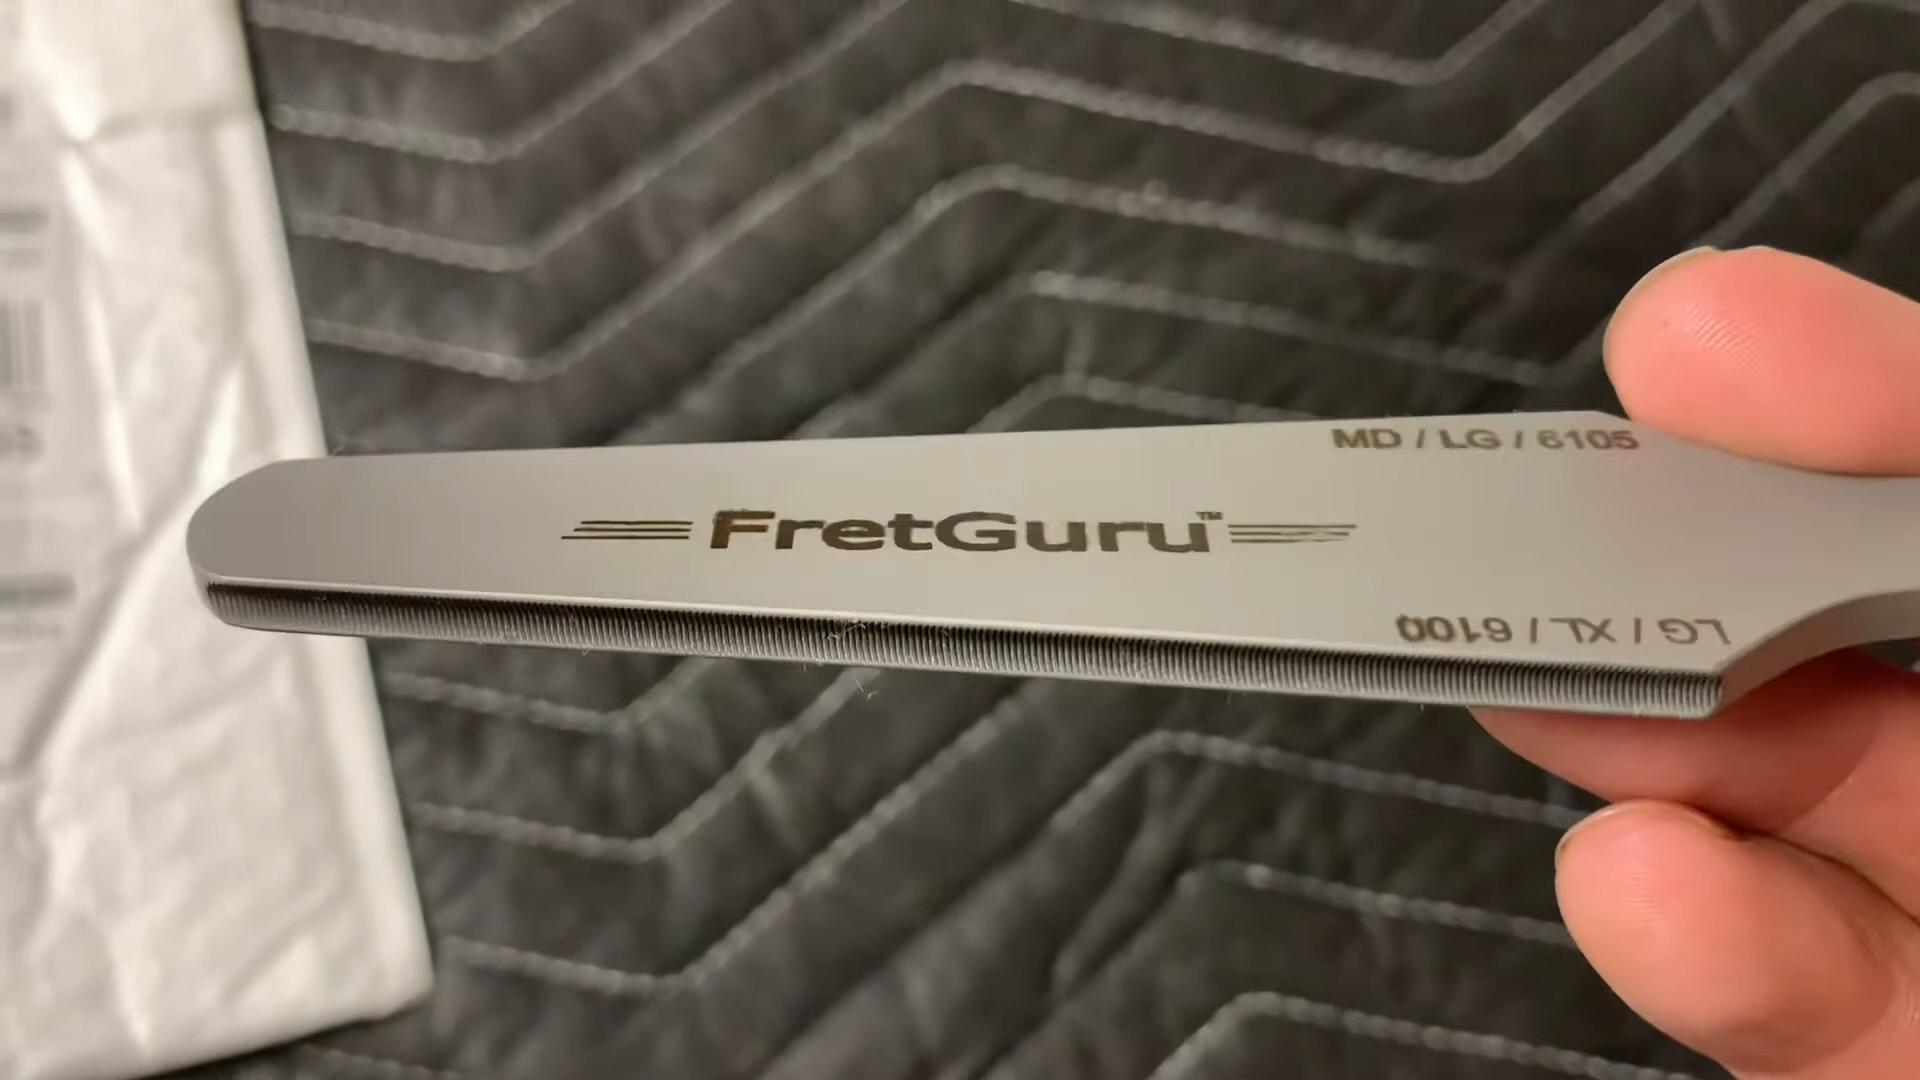 MD / LG / 6105
FretGuru™
LG / XL / 6100